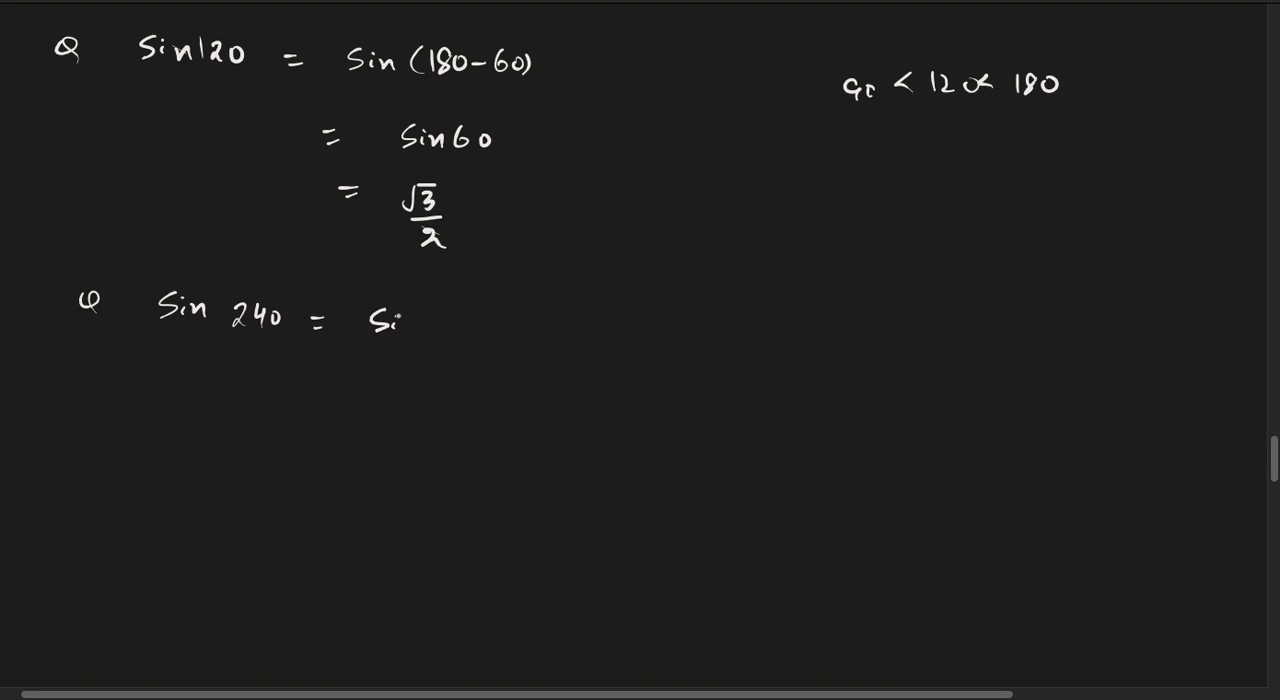 Q Sin120 = Sin (180-60)
90 < 120 < 180
= Sin60
= √3/2
Q Sin 240 = Si